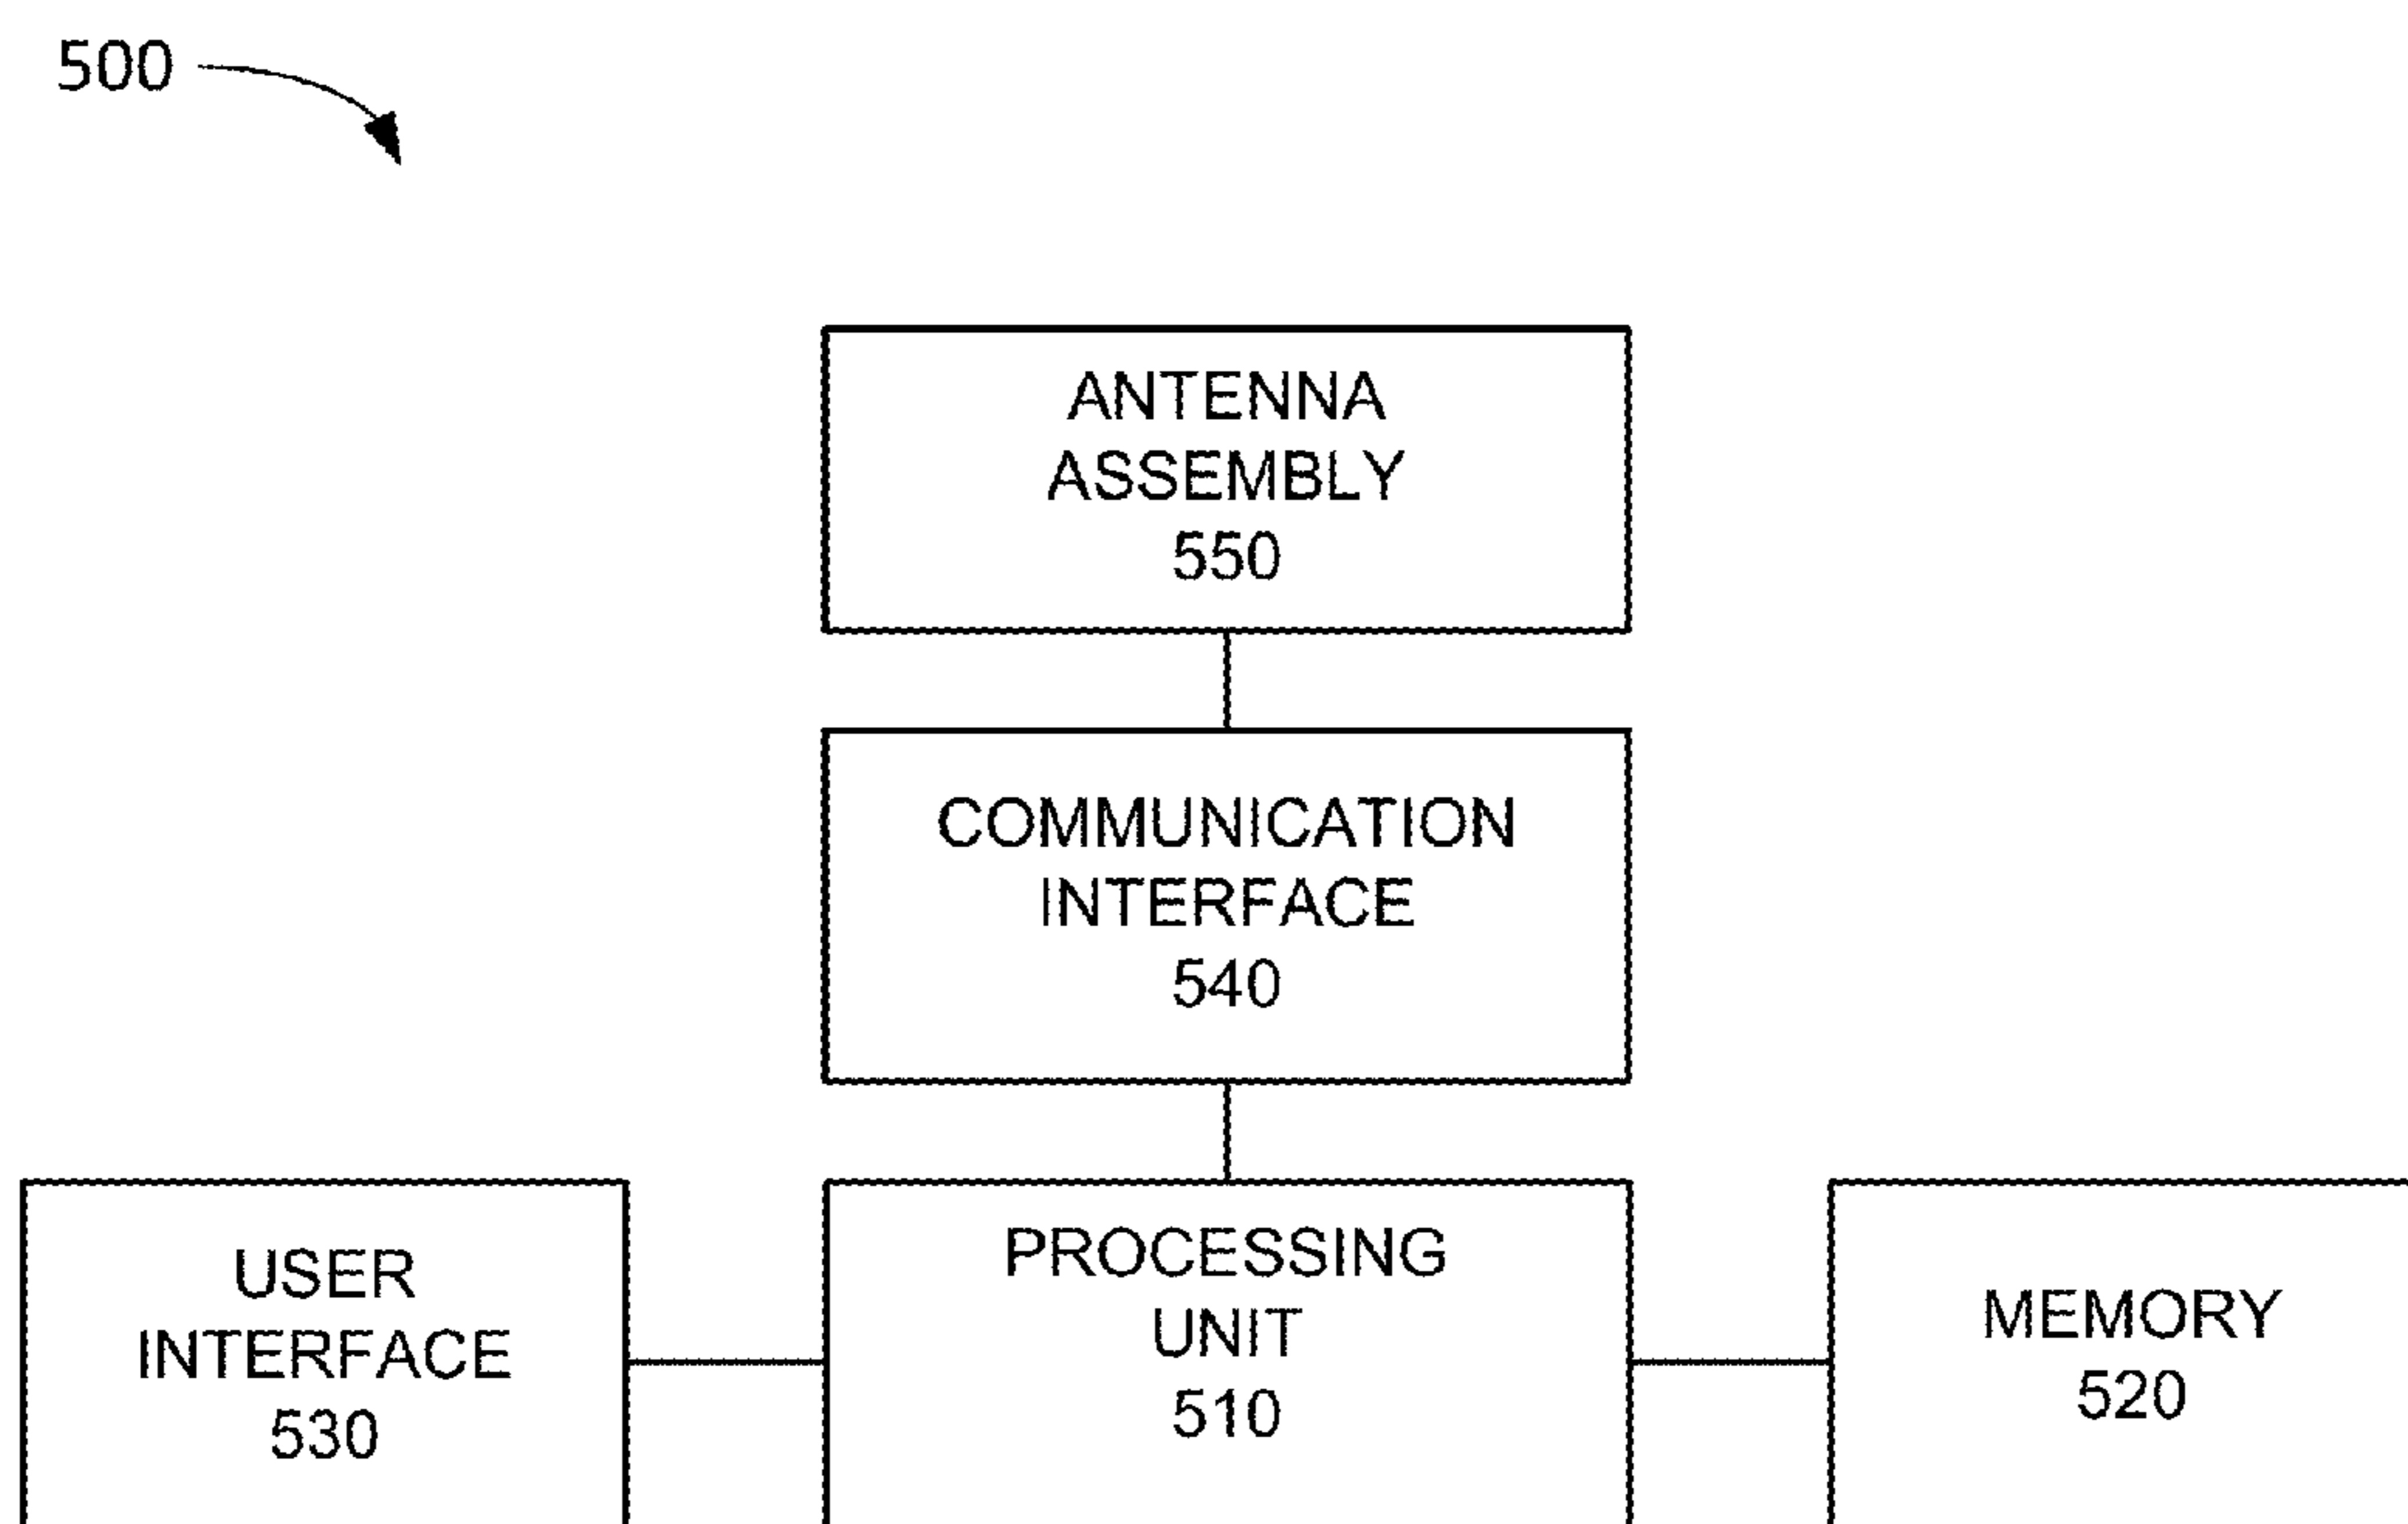 500
ANTENNA
ASSEMBLY
550
COMMUNICATION
INTERFACE
540
USER
INTERFACE
530
PROCESSING
UNIT
510
MEMORY
520